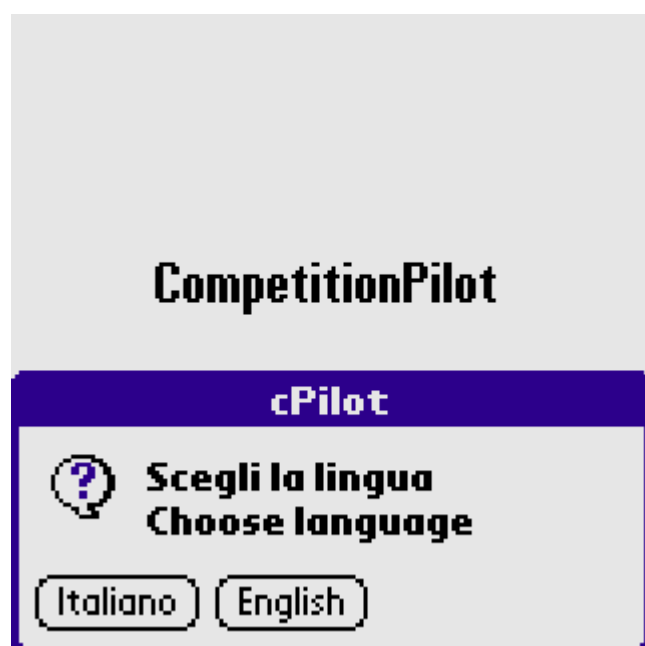 CompetitionPilot
cPilot
?
Scegli la lingua
Choose language
Italiano English